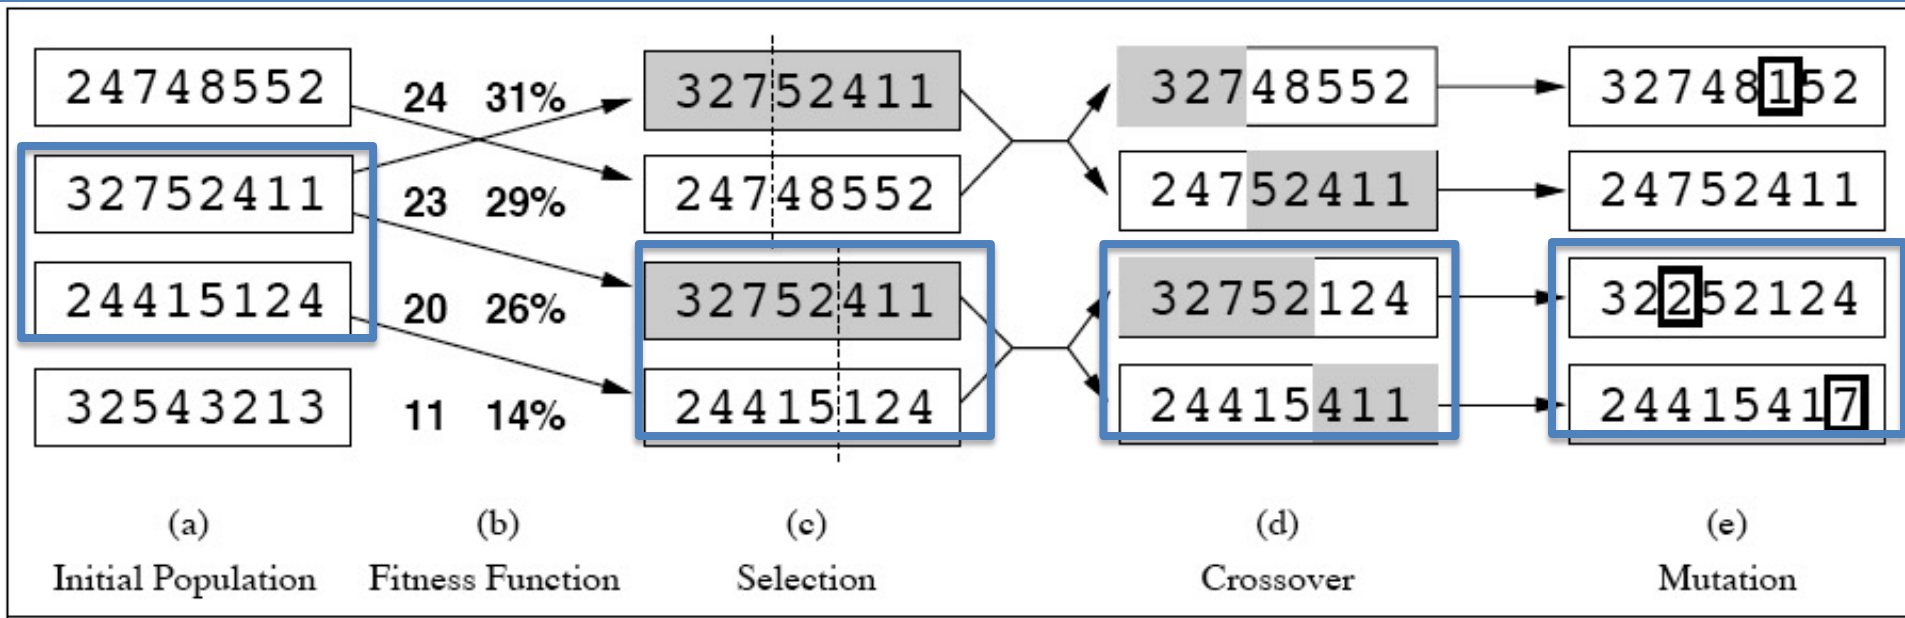 24748552 24 31% 32752411 32748552 32748152
32752411 23 29% 24748552 24752411 24752411
24415124 20 26% 32752411 32752124 32252124
32543213 11 14% 24415124 24415411 24415417
(a) (b) (c) (d) (e)
Initial Population Fitness Function Selection Crossover Mutation